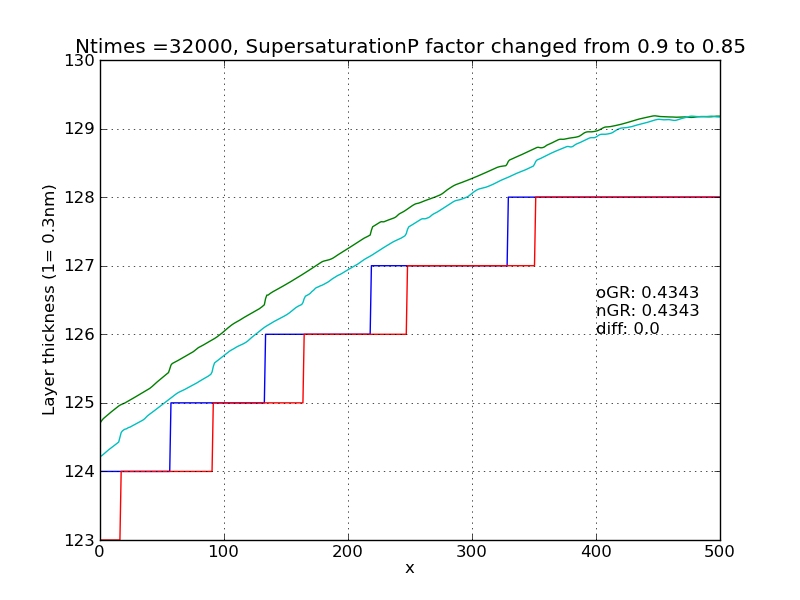 Ntimes =32000, SupersaturationP factor changed from 0.9 to 0.85
130
129
128
127
126
125
124
123
Layer thickness (1= 0.3nm)
oGR: 0.4343
nGR: 0.4343
diff: 0.0
0 100 200 300 400 500
x